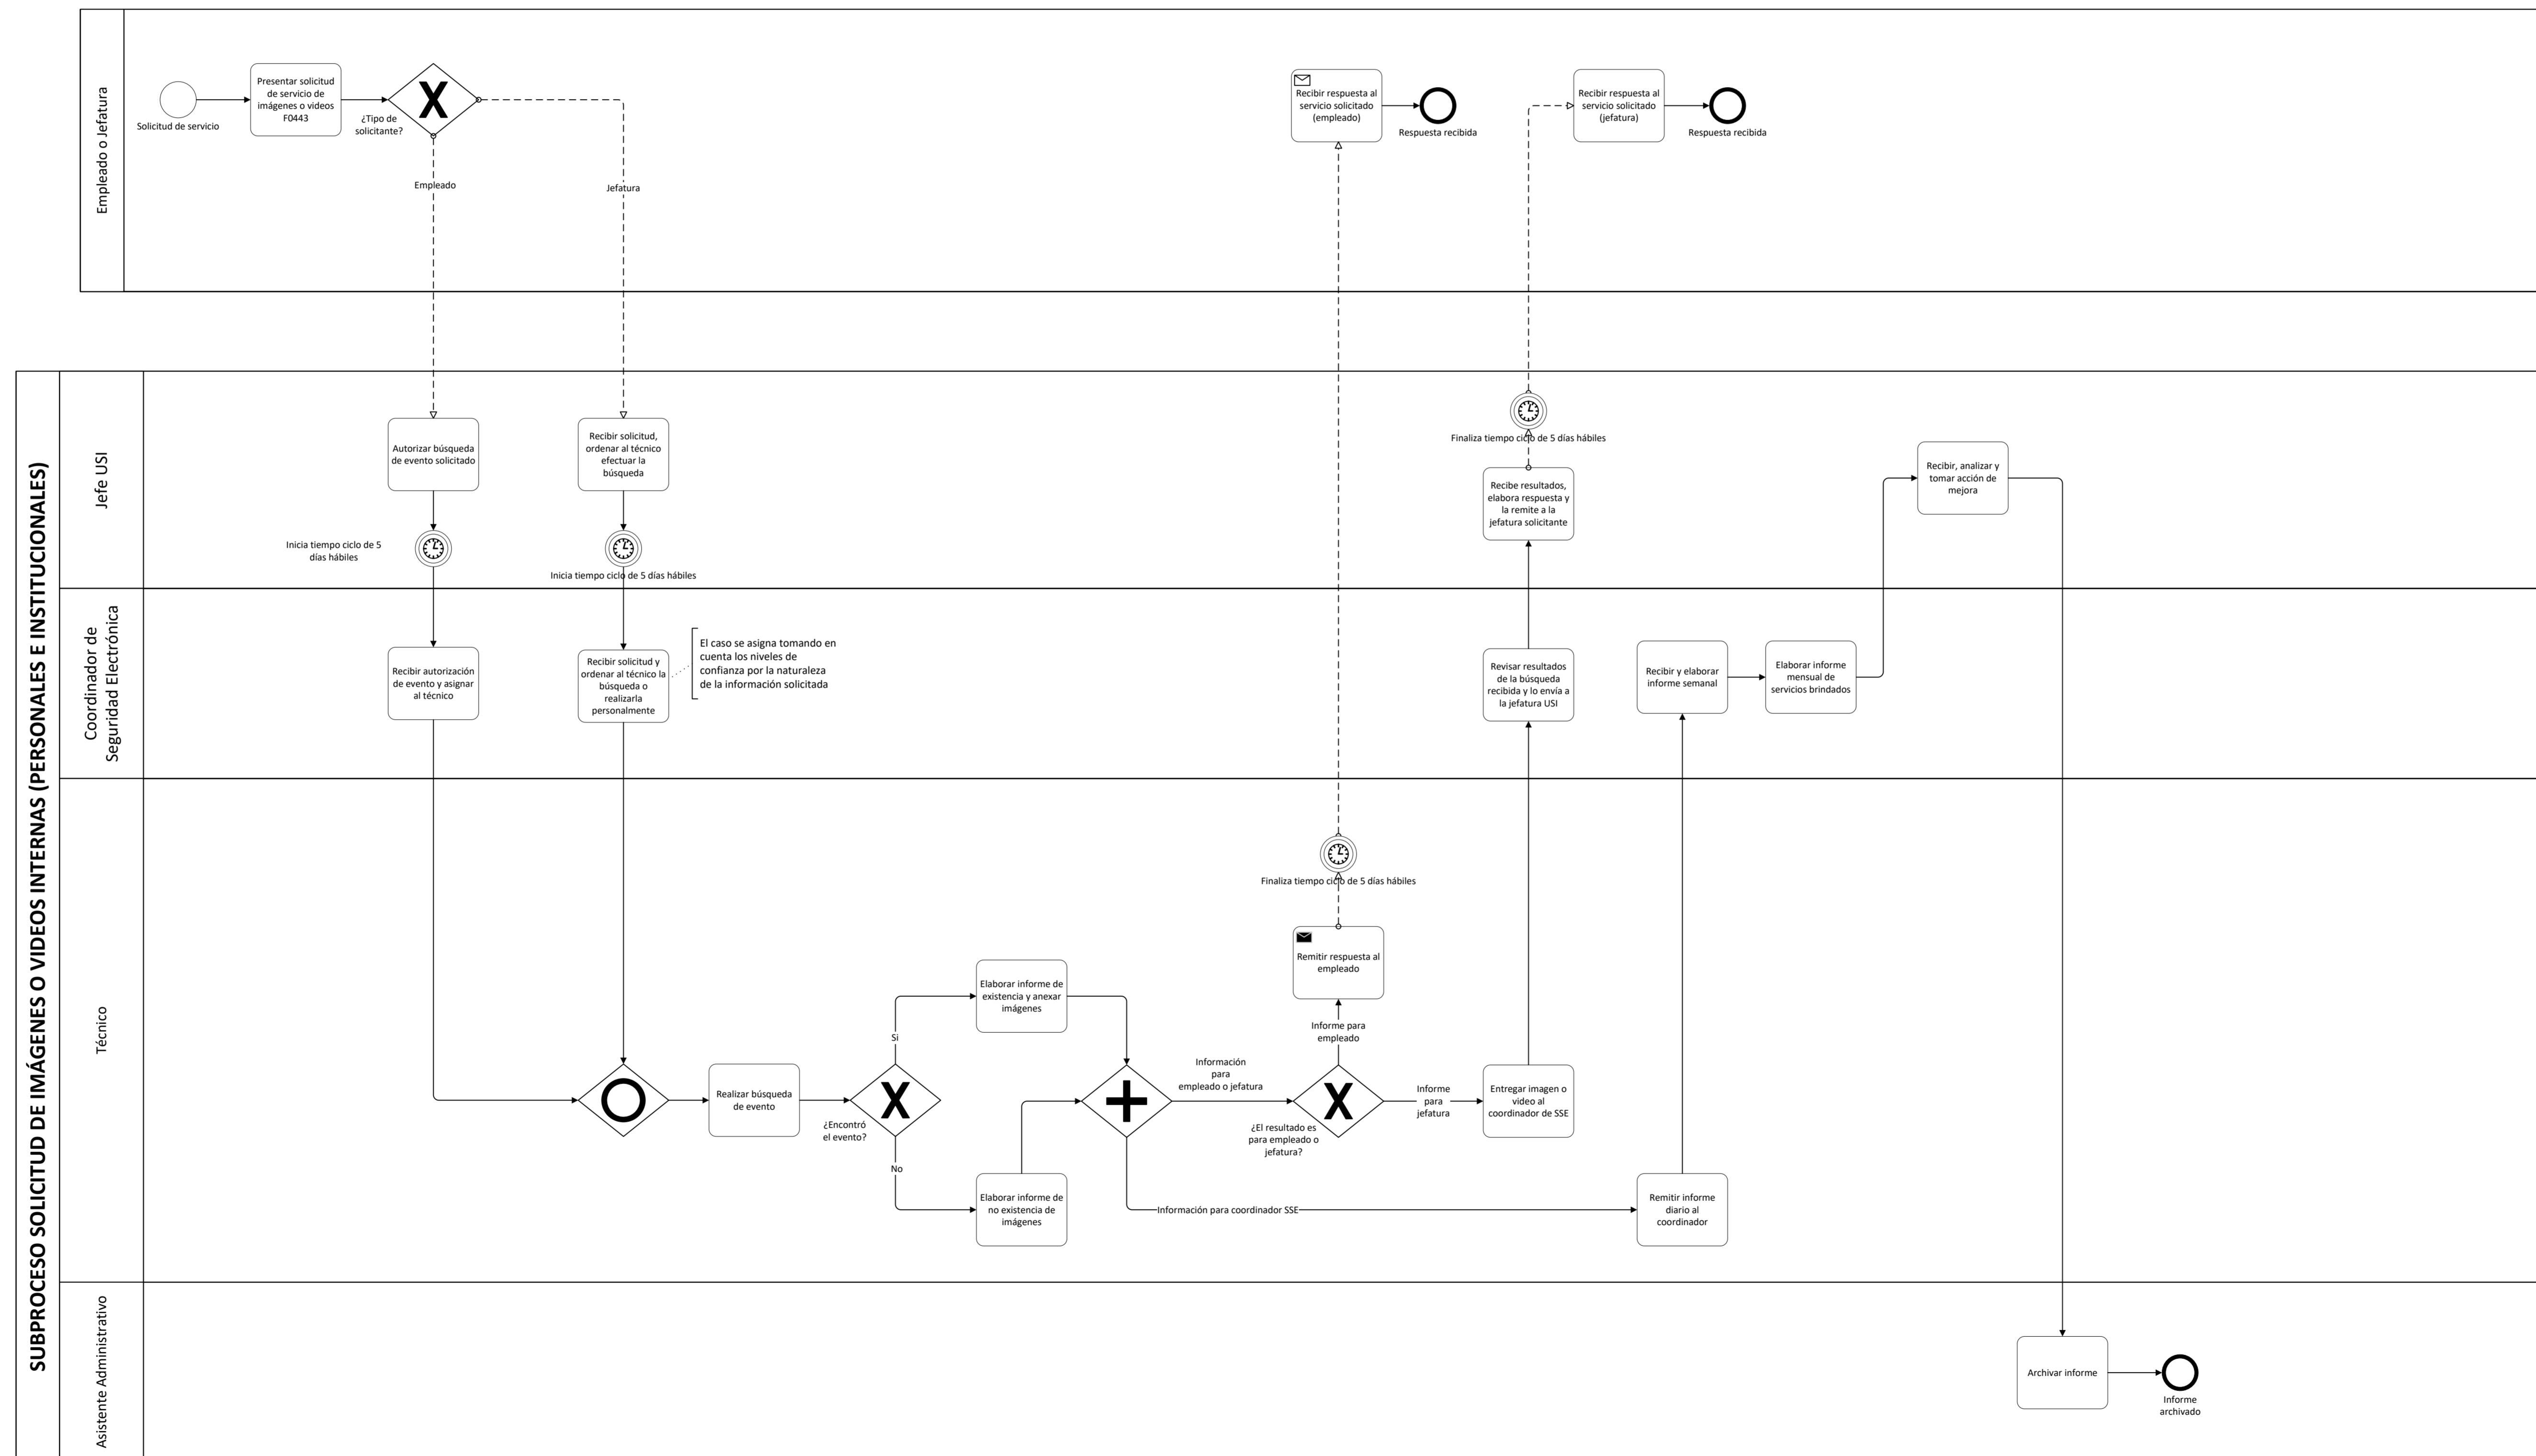 Empleado o Jefatura
Solicitud de servicio
Presentar solicitud
de servicio de
imágenes o videos
F0443
¿Tipo de
solicitante?
Empleado
Jefatura
Recibir respuesta al
servicio solicitado
(empleado)
Respuesta recibida
Recibir respuesta al
servicio solicitado
(jefatura)
Respuesta recibida
SUBPROCESO SOLICITUD DE IMÁGENES O VIDEOS INTERNAS (PERSONALES E INSTITUCIONALES)
Jefe USI
Autorizar búsqueda
de evento solicitado
Inicia tiempo ciclo de 5
días hábiles
Recibir solicitud,
ordenar al técnico
efectuar la
búsqueda
Inicia tiempo ciclo de 5 días hábiles
Finaliza tiempo ciclo de 5 días hábiles
Recibe resultados,
elabora respuesta y
la remite a la
jefatura solicitante
Recibir, analizar y
tomar acción de
mejora
Coordinador de
Seguridad Electrónica
Recibir autorización
de evento y asignar
al técnico
Recibir solicitud y
ordenar al técnico la
búsqueda o
realizarla
personalmente
El caso se asigna tomando en
cuenta los niveles de
confianza por la naturaleza
de la información solicitada
Revisar resultados
de la búsqueda
recibida y lo envía a
la jefatura USI
Recibir y elaborar
informe semanal
Elaborar informe
mensual de
servicios brindados
Técnico
Realizar búsqueda
de evento
¿Encontró
el evento?
Si
No
Elaborar informe de
existencia y anexar
imágenes
Elaborar informe de
no existencia de
imágenes
Información
para
empleado o jefatura
Información para coordinador SSE
¿El resultado es
para empleado o
jefatura?
Informe para
empleado
Remitir respuesta al
empleado
Finaliza tiempo ciclo de 5 días hábiles
Informe
para
jefatura
Entregar imagen o
video al
coordinador de SSE
Remitir informe
diario al
coordinador
Asistente Administrativo
Archivar informe
Informe
archivado